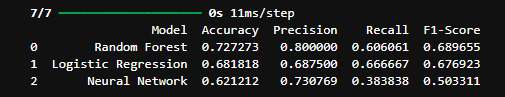 7/7 ━━━━━━━━━━━━━━━━━━━━ 0s 11ms/step
Model Accuracy Precision Recall F1-Score
0 Random Forest 0.727273 0.800000 0.606061 0.689655
1 Logistic Regression 0.681818 0.687500 0.666667 0.676923
2 Neural Network 0.621212 0.730769 0.383838 0.503311